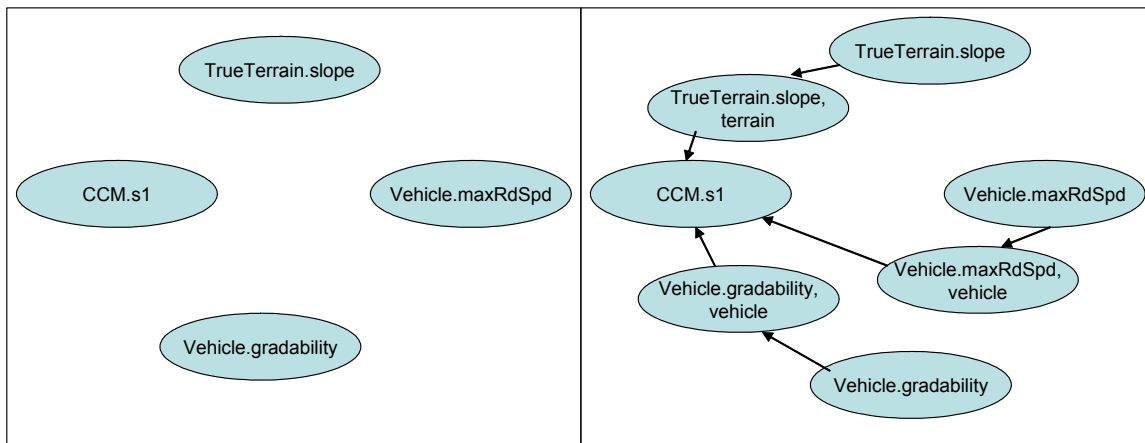 TrueTerrain.slope
CCM.s1
Vehicle.maxRdSpd
Vehicle.gradability
TrueTerrain.slope
TrueTerrain.slope,
terrain
CCM.s1
Vehicle.maxRdSpd
Vehicle.maxRdSpd,
vehicle
Vehicle.gradability,
vehicle
Vehicle.gradability